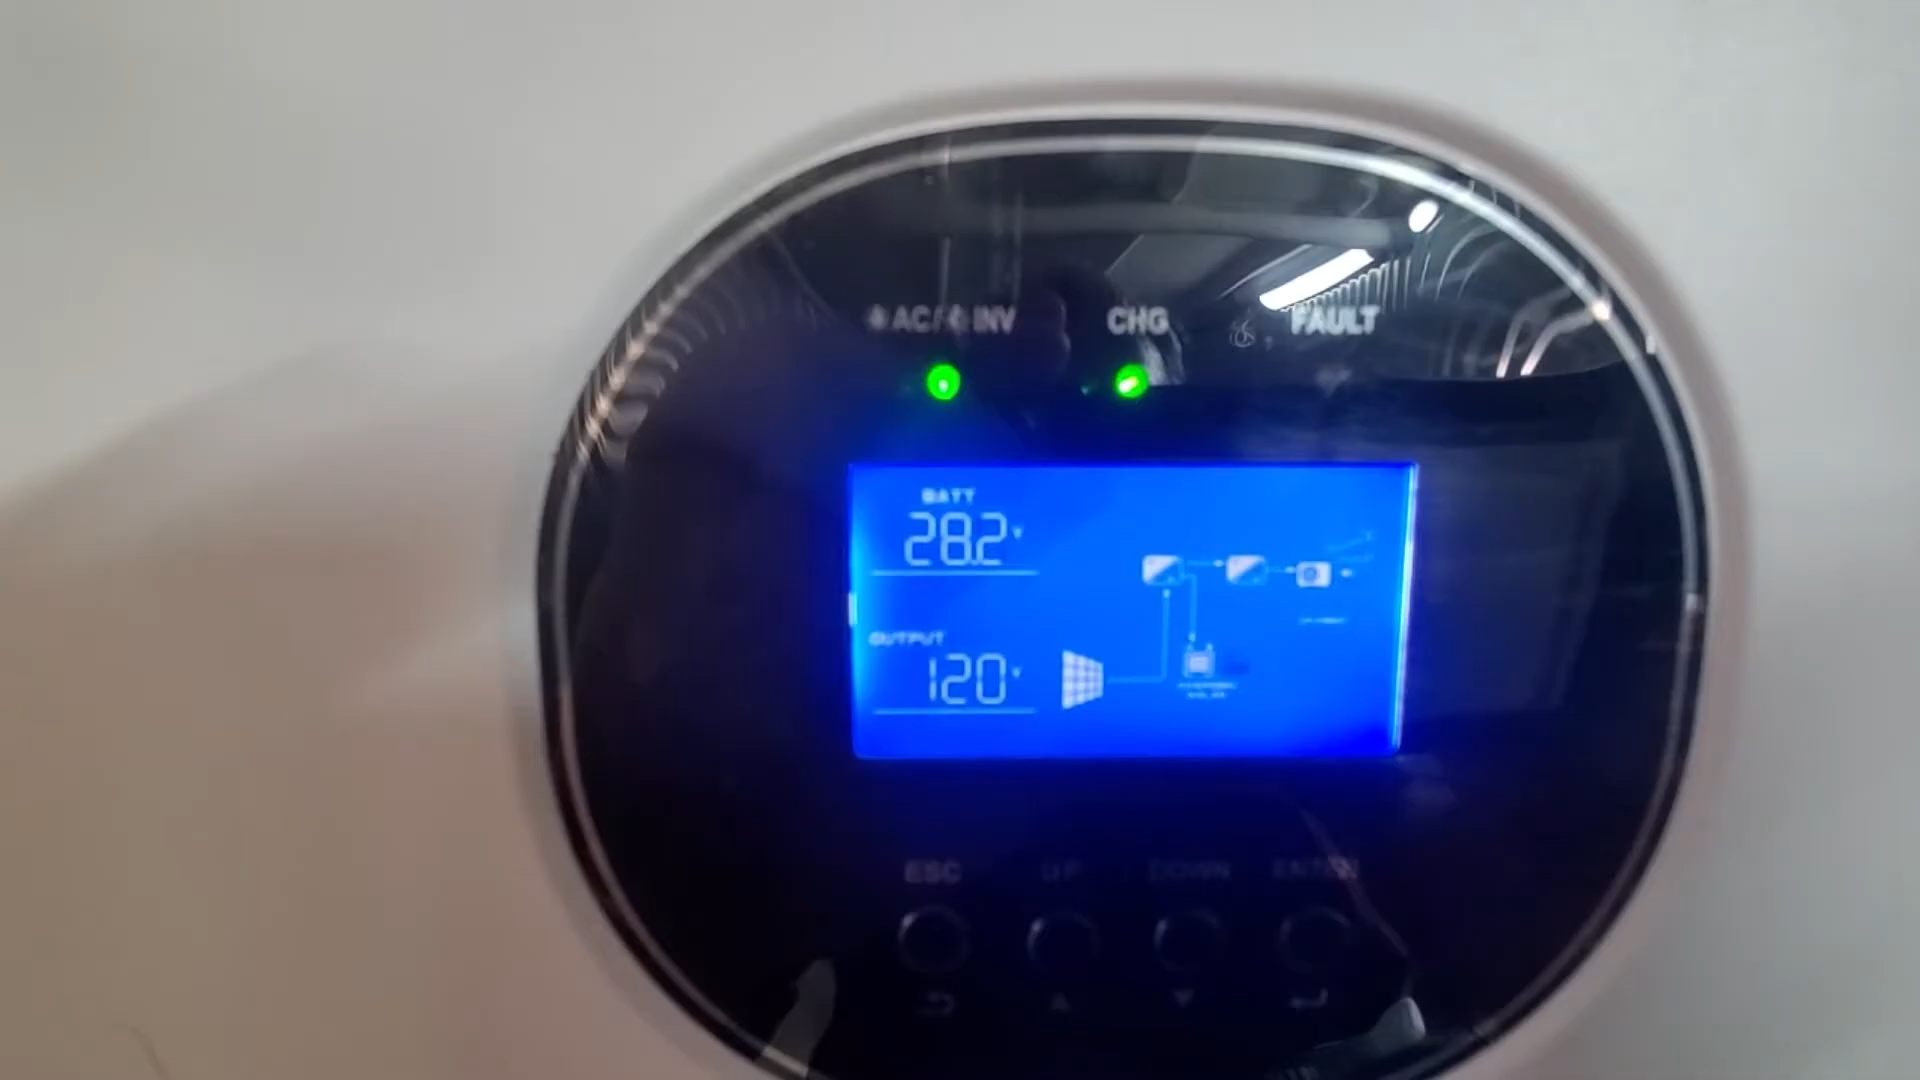 AC/ INV CHG FAULT
BATT
28.2 V
OUTPUT
120 V
ESC UP DOWN ENTER